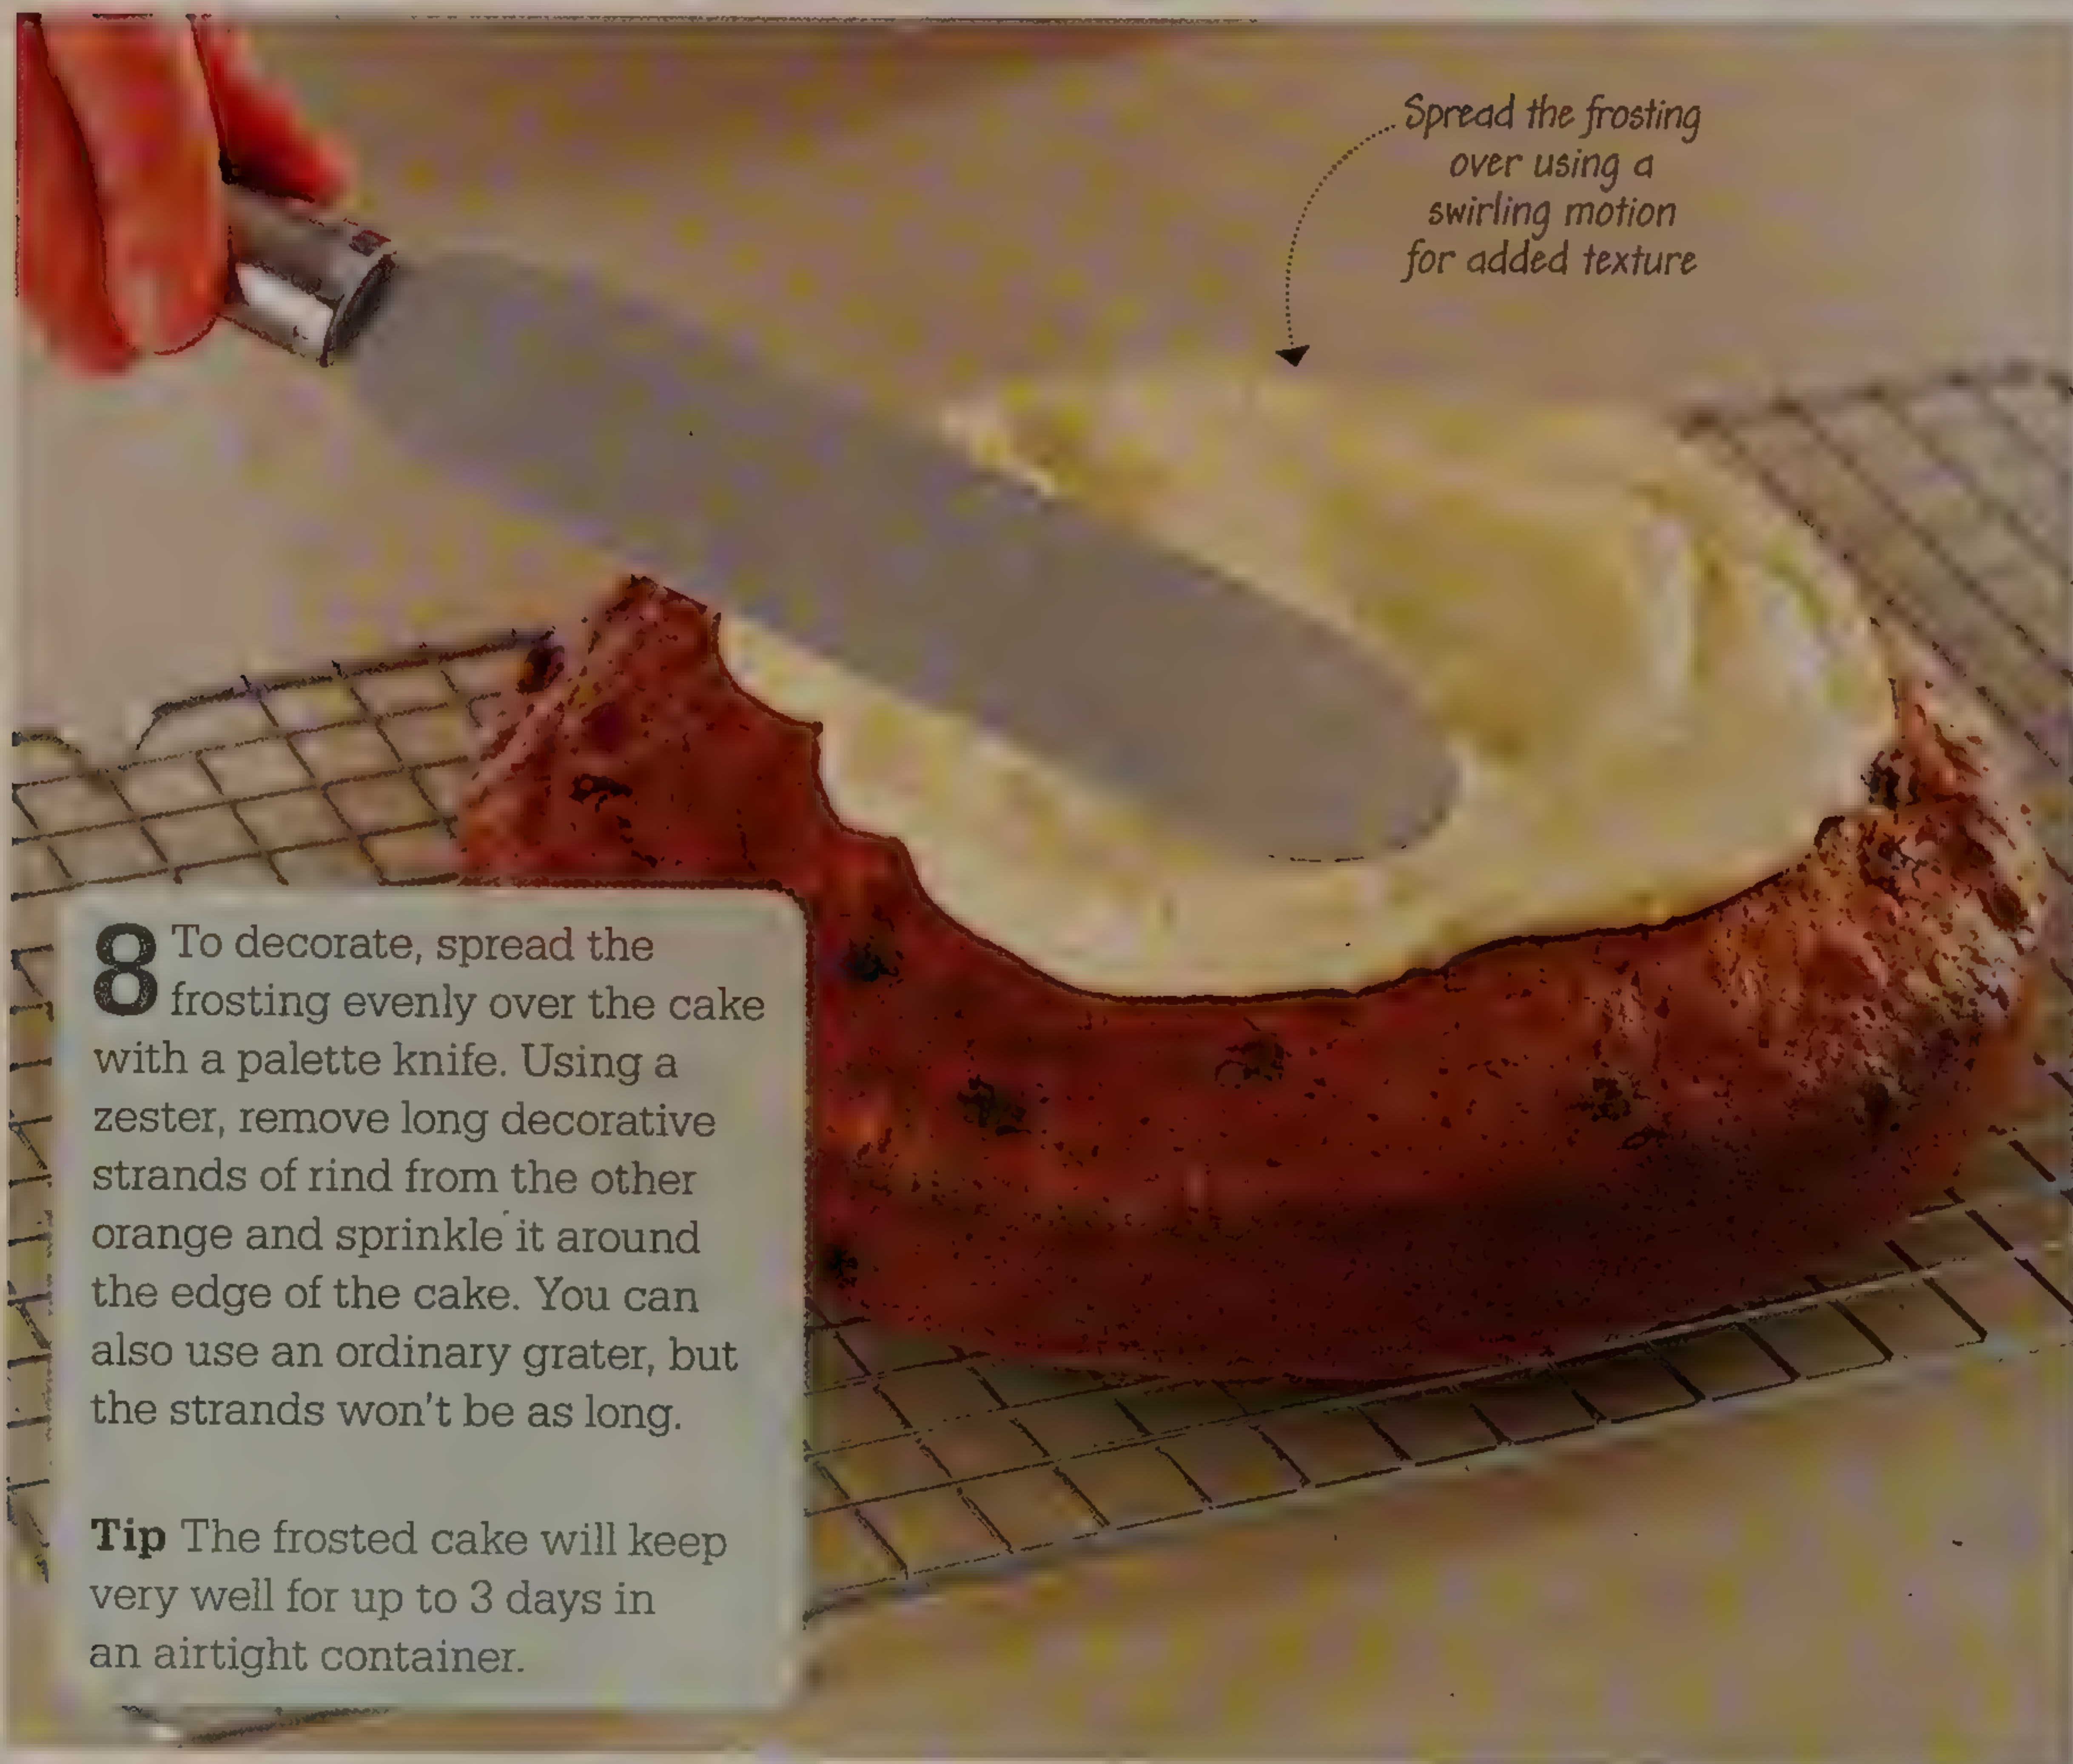 Spread the frosting
over using a
swirling motion
for added texture
8 To decorate, spread the
frosting evenly over the cake
with a palette knife. Using a
zester, remove long decorative
strands of rind from the other
orange and sprinkle it around
the edge of the cake. You can
also use an ordinary grater, but
the strands won't be as long.
Tip The frosted cake will keep
very well for up to 3 days in
an airtight container.